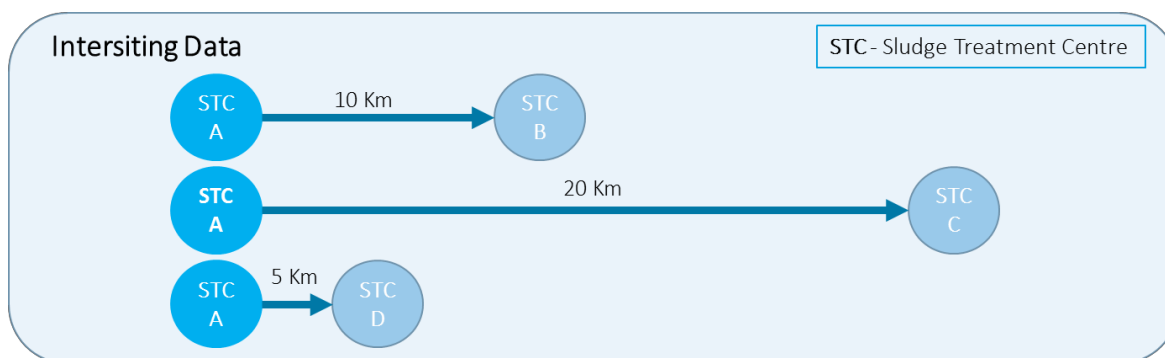 Intersiting Data
STC - Sludge Treatment Centre
STC
A
10 Km
STC
B
STC
A
20 Km
STC
C
STC
A
5 Km
STC
D